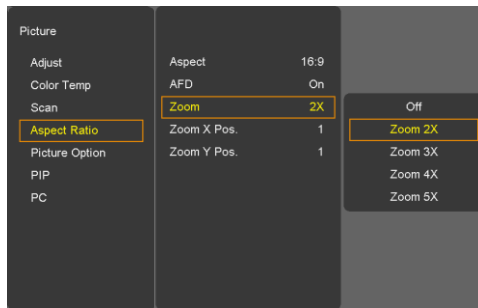 Picture
Adjust
Color Temp
Scan
Aspect Ratio
Picture Option
PIP
PC
Aspect 16:9
AFD On
Zoom 2X
Zoom X Pos. 1
Zoom Y Pos. 1
Off
Zoom 2X
Zoom 3X
Zoom 4X
Zoom 5X